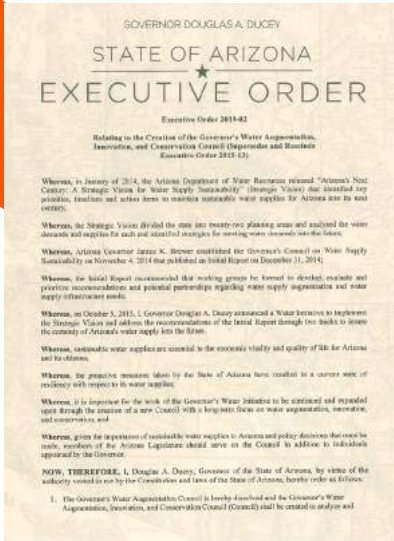 GOVERNOR DOUGLAS A. DUCEY
STATE OF ARIZONA
EXECUTIVE ORDER
Executive Order 2019-02
Relating to the Creation of the Governor's Water Augmentation,
Innovation, and Conservation Council (Supersedes and Rescinds
Executive Order 2015-13)
Whereas, in January of 2014, the Arizona Department of Water Resources released "Arizona's Next
Century: A Strategic Vision for Water Supply Sustainability" (Strategic Vision) that identified key
priorities, timelines and action items to maintain sustainable water supplies for Arizona into its next
century;
Whereas, the Strategic Vision divided the state into twenty-two planning areas and analyzed the water
demands and supplies for each and identified strategies for meeting water demands into the future;
Whereas, Arizona Governor Janice K. Brewer established the Governor's Council on Water Supply
Sustainability on November 4, 2014 that published an Initial Report on December 31, 2014;
Whereas, the Initial Report recommended that working groups be formed to develop, evaluate and
prioritize recommendations and potential partnerships regarding water supply augmentation and water
supply infrastructure needs;
Whereas, on October 5, 2015, I, Governor Douglas A. Ducey announced a Water Initiative to implement
the Strategic Vision and address the recommendations of the Initial Report through two tracks to insure
the certainty of Arizona's water supply into the future.
Whereas, sustainable water supplies are essential to the economic vitality and quality of life for Arizona
and its citizens;
Whereas, the proactive measures taken by the State of Arizona have resulted in a current state of
resiliency with respect to its water supplies;
Whereas, it is important for the work of the Governor's Water Initiative to be continued and expanded
upon through the creation of a new Council with a long-term focus on water augmentation, innovation,
and conservation; and
Whereas, given the importance of sustainable water supplies to Arizona and policy decisions that must be
made, members of the Arizona Legislature should serve on the Council in addition to individuals
appointed by the Governor.
NOW, THEREFORE, I, Douglas A. Ducey, Governor of the State of Arizona, by virtue of the
authority vested in me by the Constitution and laws of the State of Arizona, hereby order as follows:
1. The Governor's Water Augmentation Council is hereby dissolved and the Governor's Water
Augmentation, Innovation, and Conservation Council (Council) shall be created to analyze and